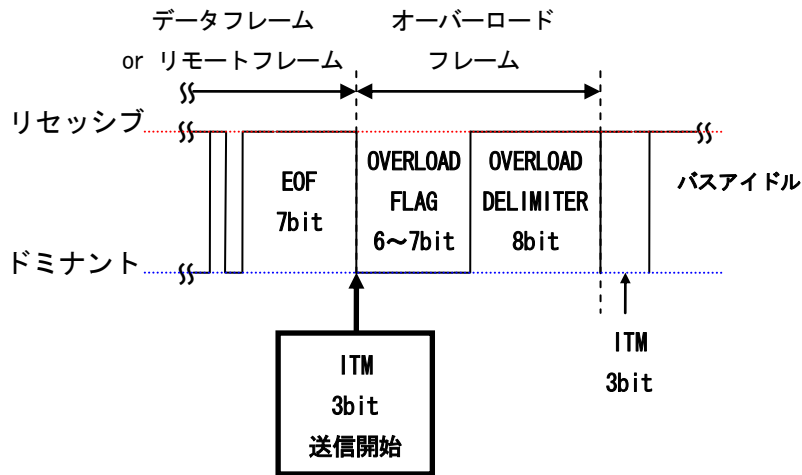 データフレーム
or リモートフレーム
オーバーロード
フレーム
リセッシブ
EOF
7bit
OVERLOAD
FLAG
6～7bit
OVERLOAD
DELIMITER
8bit
バスアイドル
ドミナント
ITM
3bit
送信開始
ITM
3bit